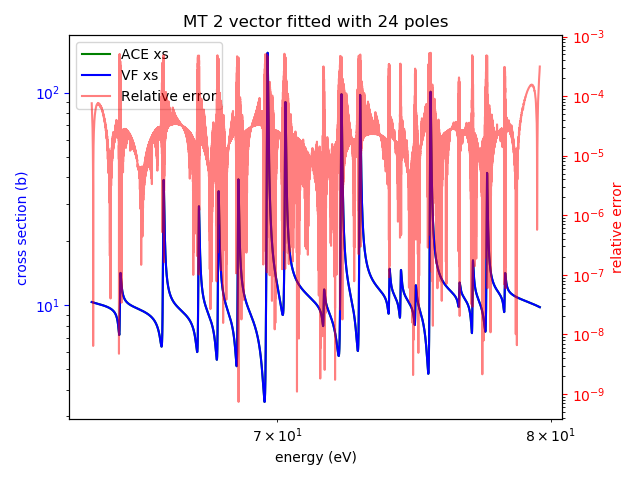 MT 2 vector fitted with 24 poles
ACE xs
VF xs
Relative error
cross section (b)
10²
10¹
10⁻³
10⁻⁴
10⁻⁵
10⁻⁶
10⁻⁷
10⁻⁸
10⁻⁹
relative error
7 × 10¹
8 × 10¹
energy (eV)